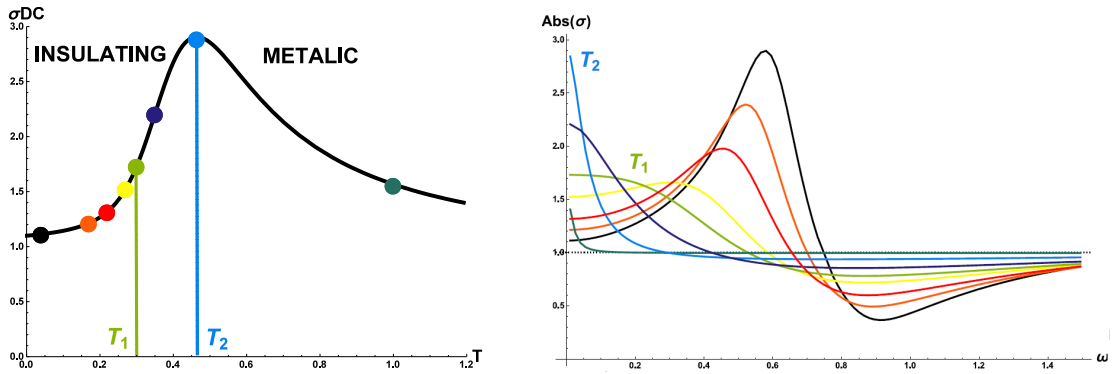 σDC
3.0
INSULATING METALIC
2.5
2.0
1.5
1.0
0.5
T₁ T₂
0.0
0.0 0.2 0.4 0.6 0.8 1.0 1.2 T
Abs(σ)
3.0
T₂
2.5
2.0
T₁
1.5
1.0
0.5
0.2 0.4 0.6 0.8 1.0 1.2 1.4 ω